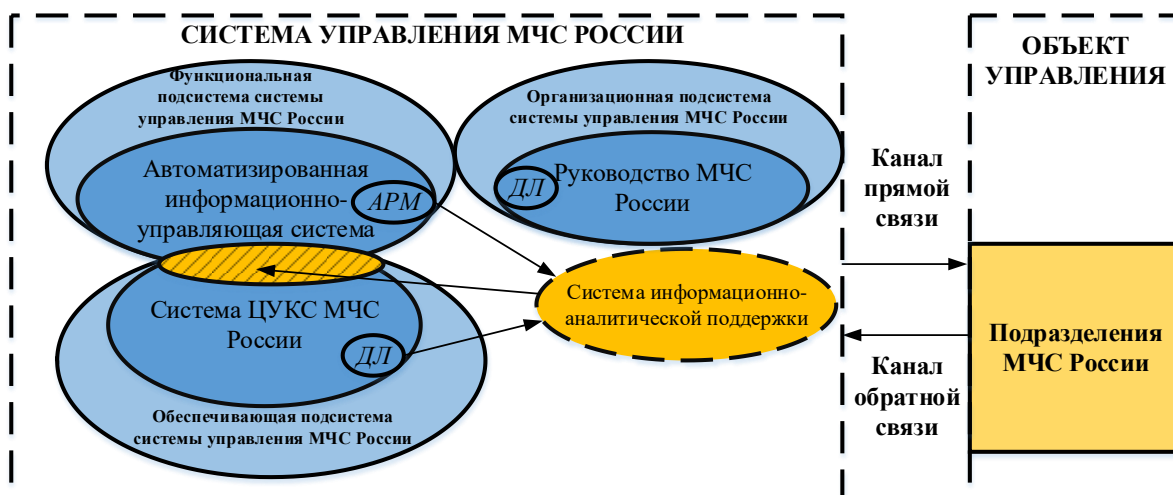 СИСТЕМА УПРАВЛЕНИЯ МЧС РОССИИ
Функциональная
подсистема системы
управления МЧС России
Автоматизированная
информационно-
управляющая система
АРМ
Организационная подсистема
системы управления МЧС России
ДЛ
Руководство МЧС
России
Система ЦУКС МЧС
России
ДЛ
Обеспечивающая подсистема
системы управления МЧС России
Система информационно-
аналитической поддержки
Канал
прямой
связи
Канал
обратной
связи
ОБЪЕКТ
УПРАВЛЕНИЯ
Подразделения
МЧС России